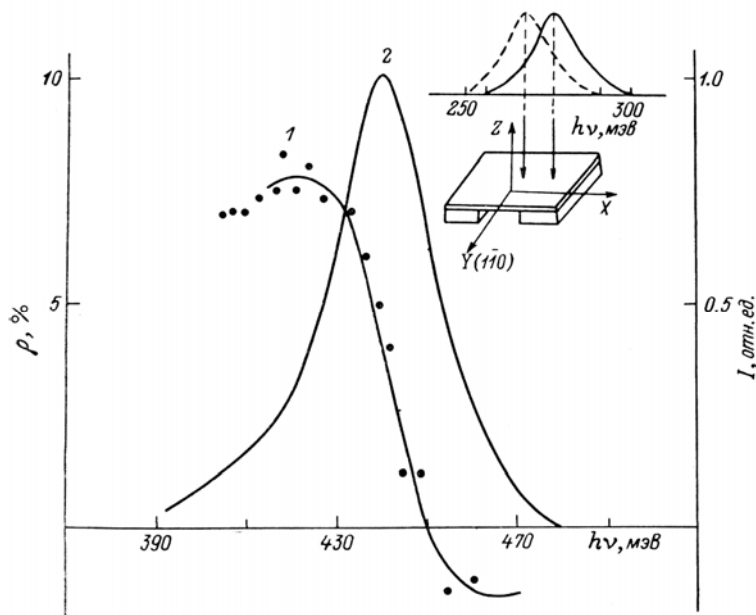 10
2
1
5
ρ, %
390
430
470
hν, мэв
1.0
0.5
I, отн.ед.
250
300
hν, мэв
Z
X
Y(11̄0)